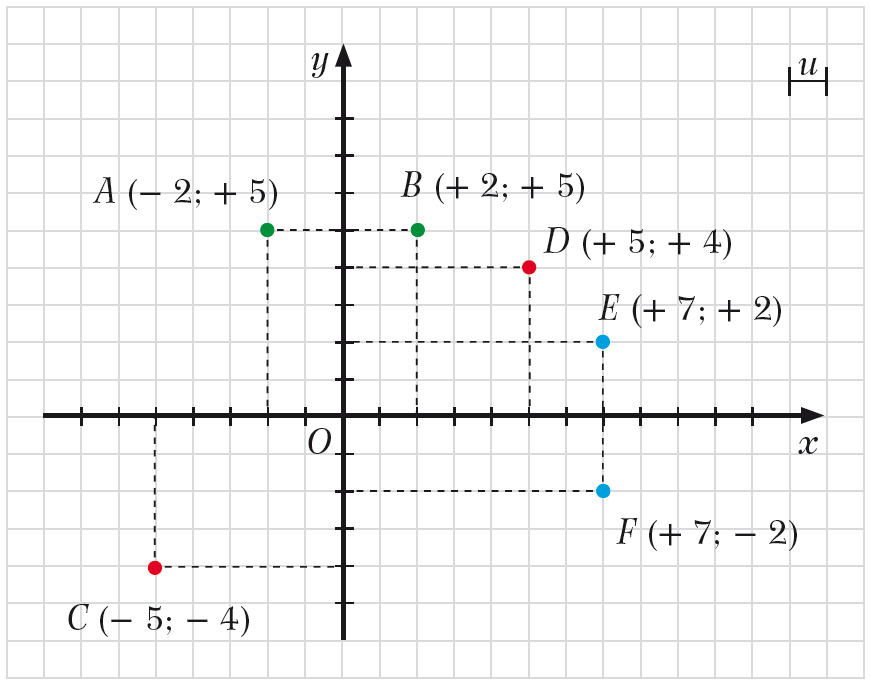 y
u
A (− 2; + 5)
B (+ 2; + 5)
D (+ 5; + 4)
E (+ 7; + 2)
O
x
F (+ 7; − 2)
C (− 5; − 4)